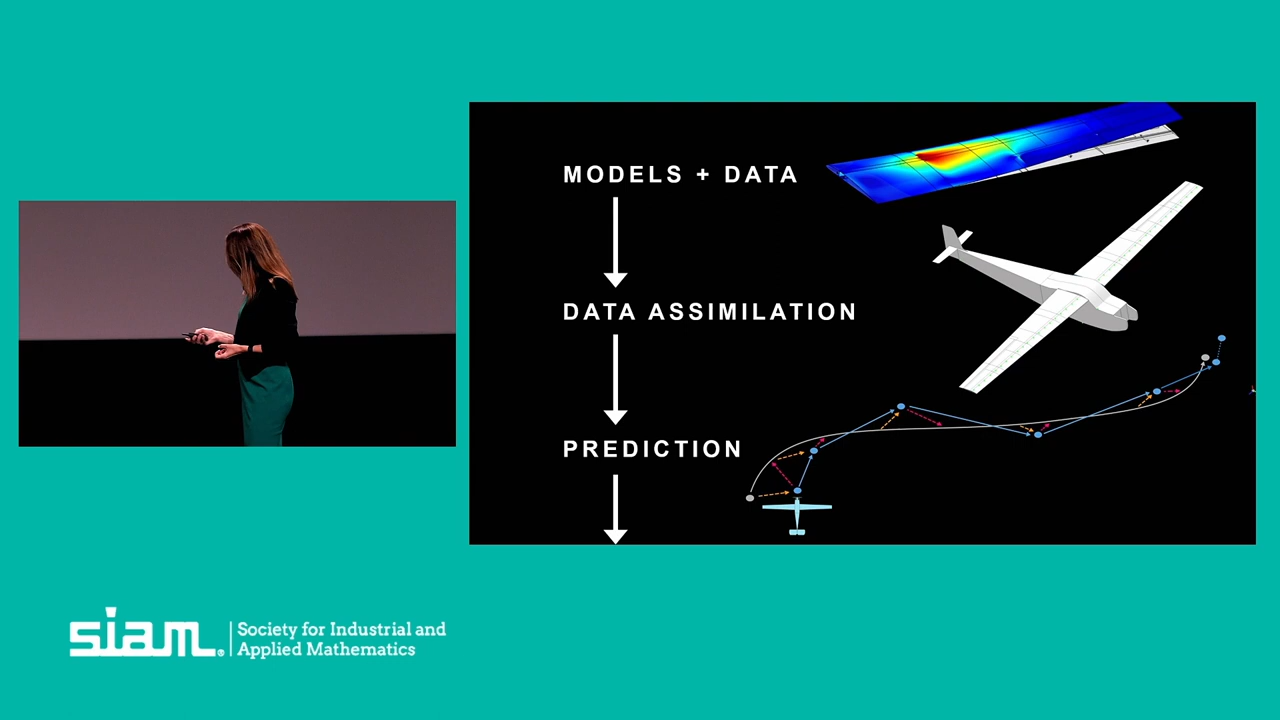 MODELS + DATA
DATA ASSIMILATION
PREDICTION
siam.®
Society for Industrial and
Applied Mathematics